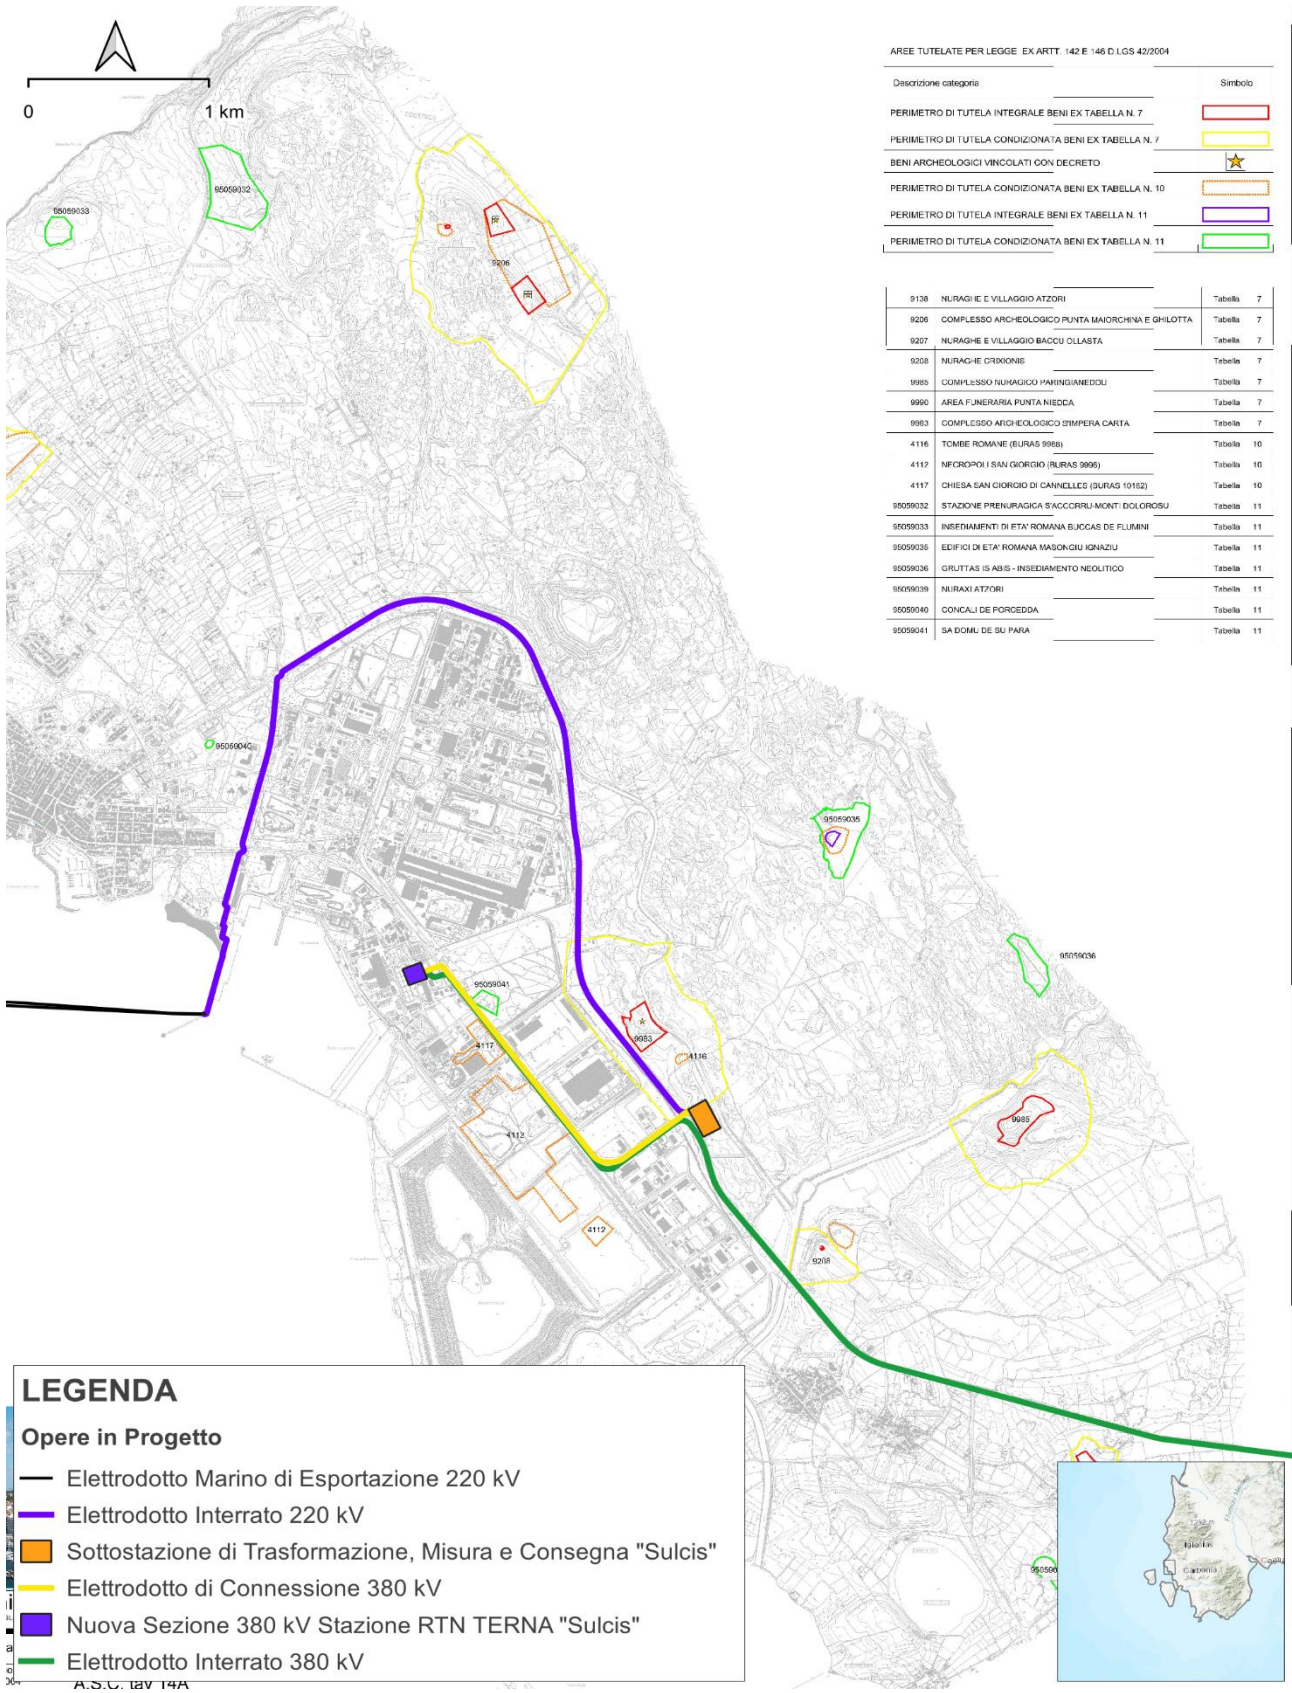 0
1 km
AREE TUTELATE PER LEGGE EX ARTT. 142 E 146 D.LGS 42/2004
Descrizione categoria Simbolo
PERIMETRO DI TUTELA INTEGRALE BENI EX TABELLA N. 7
PERIMETRO DI TUTELA CONDIZIONATA BENI EX TABELLA N. 7
BENI ARCHEOLOGICI VINCOLATI CON DECRETO
PERIMETRO DI TUTELA CONDIZIONATA BENI EX TABELLA N. 10
PERIMETRO DI TUTELA INTEGRALE BENI EX TABELLA N. 11
PERIMETRO DI TUTELA CONDIZIONATA BENI EX TABELLA N. 11
9138 NURAGHE E VILLAGGIO ATZORI Tabella 7
9206 COMPLESSO ARCHEOLOGICO PUNTA MAIORCHINA E GHILOTTA Tabella 7
9207 NURAGHE E VILLAGGIO BACCU OLLASTA Tabella 7
9208 NURAGHE CRIXIONIS Tabella 7
9985 COMPLESSO NURAGICO PARINGIANEDDU Tabella 7
9990 AREA FUNERARIA PUNTA NIEDDA Tabella 7
9983 COMPLESSO ARCHEOLOGICO S'IMPERA CARTA Tabella 7
4116 TOMBE ROMANE (BURAS 9988) Tabella 10
4112 NECROPOLI SAN GIORGIO (BURAS 9996) Tabella 10
4117 CHIESA SAN GIORGIO DI CANNELLES (BURAS 10162) Tabella 10
95059032 STAZIONE PRENURAGICA S'ACCORRU-MONTI DOLOROSU Tabella 11
95059033 INSEDIAMENTI DI ETA' ROMANA BUCCAS DE FLUMINI Tabella 11
95059035 EDIFICI DI ETA' ROMANA MASONGIU IGNAZIU Tabella 11
95059036 GRUTTAS IS ABIS - INSEDIAMENTO NEOLITICO Tabella 11
95059039 NURAXI ATZORI Tabella 11
95059040 CONCALI DE PORCEDDA Tabella 11
95059041 SA DOMU DE SU PARA Tabella 11
95059032
95059033
9206
95059040
95059035
95059036
95059041
9983
4116
4117
4112
4112
9985
9208
LEGENDA
Opere in Progetto
Elettrodotto Marino di Esportazione 220 kV
Elettrodotto Interrato 220 kV
Sottostazione di Trasformazione, Misura e Consegna "Sulcis"
Elettrodotto di Connessione 380 kV
Nuova Sezione 380 kV Stazione RTN TERNA "Sulcis"
Elettrodotto Interrato 380 kV
A.S.C. tav 14A
Iglesias
Carbonia